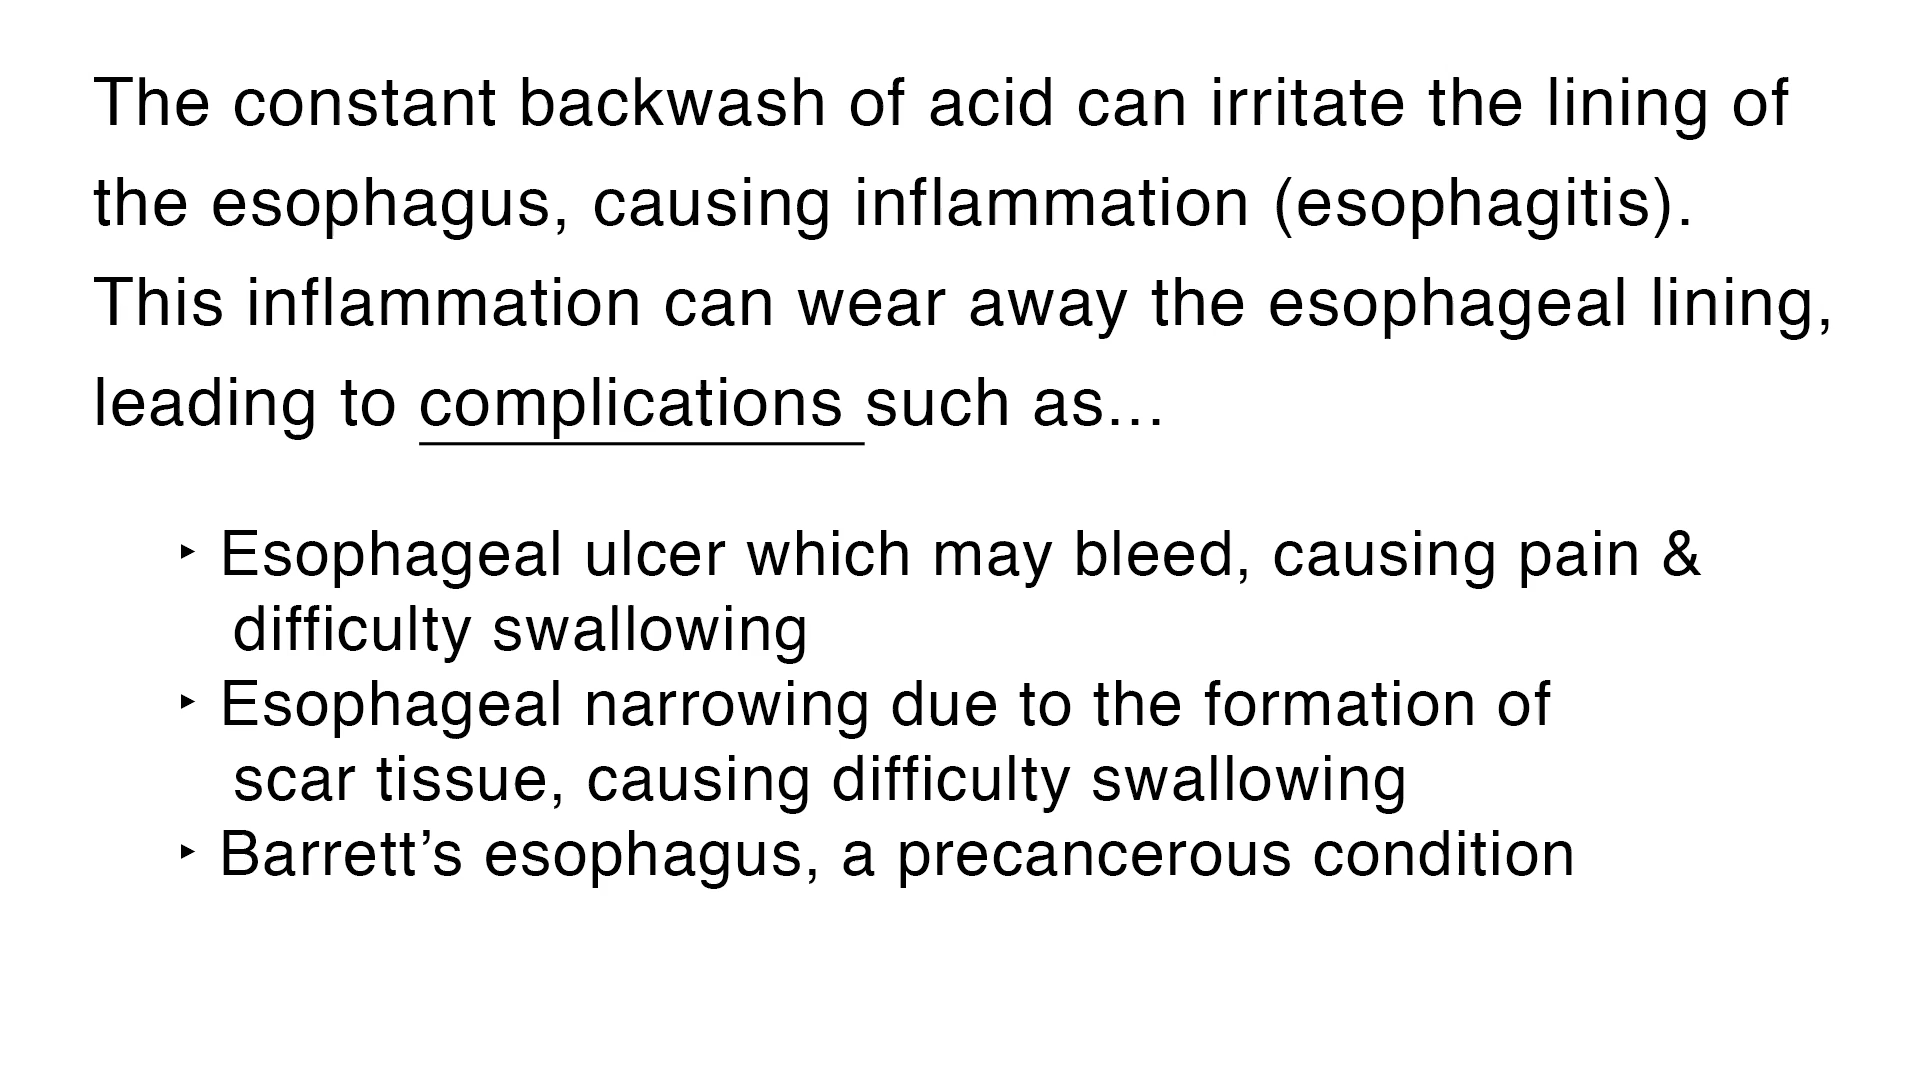 The constant backwash of acid can irritate the lining of
the esophagus, causing inflammation (esophagitis).
This inflammation can wear away the esophageal lining,
leading to complications such as...
‣ Esophageal ulcer which may bleed, causing pain &
difficulty swallowing
‣ Esophageal narrowing due to the formation of
scar tissue, causing difficulty swallowing
‣ Barrett’s esophagus, a precancerous condition